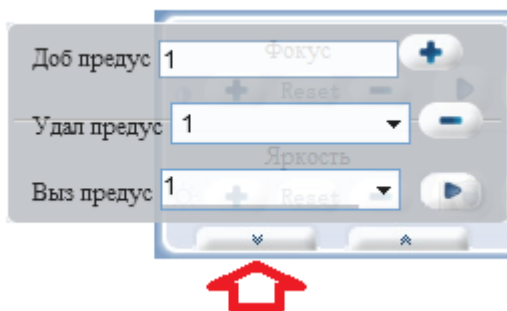 Фокус
Доб предус 1
Reset
Удал предус 1
Яркость
Выз предус 1
Reset